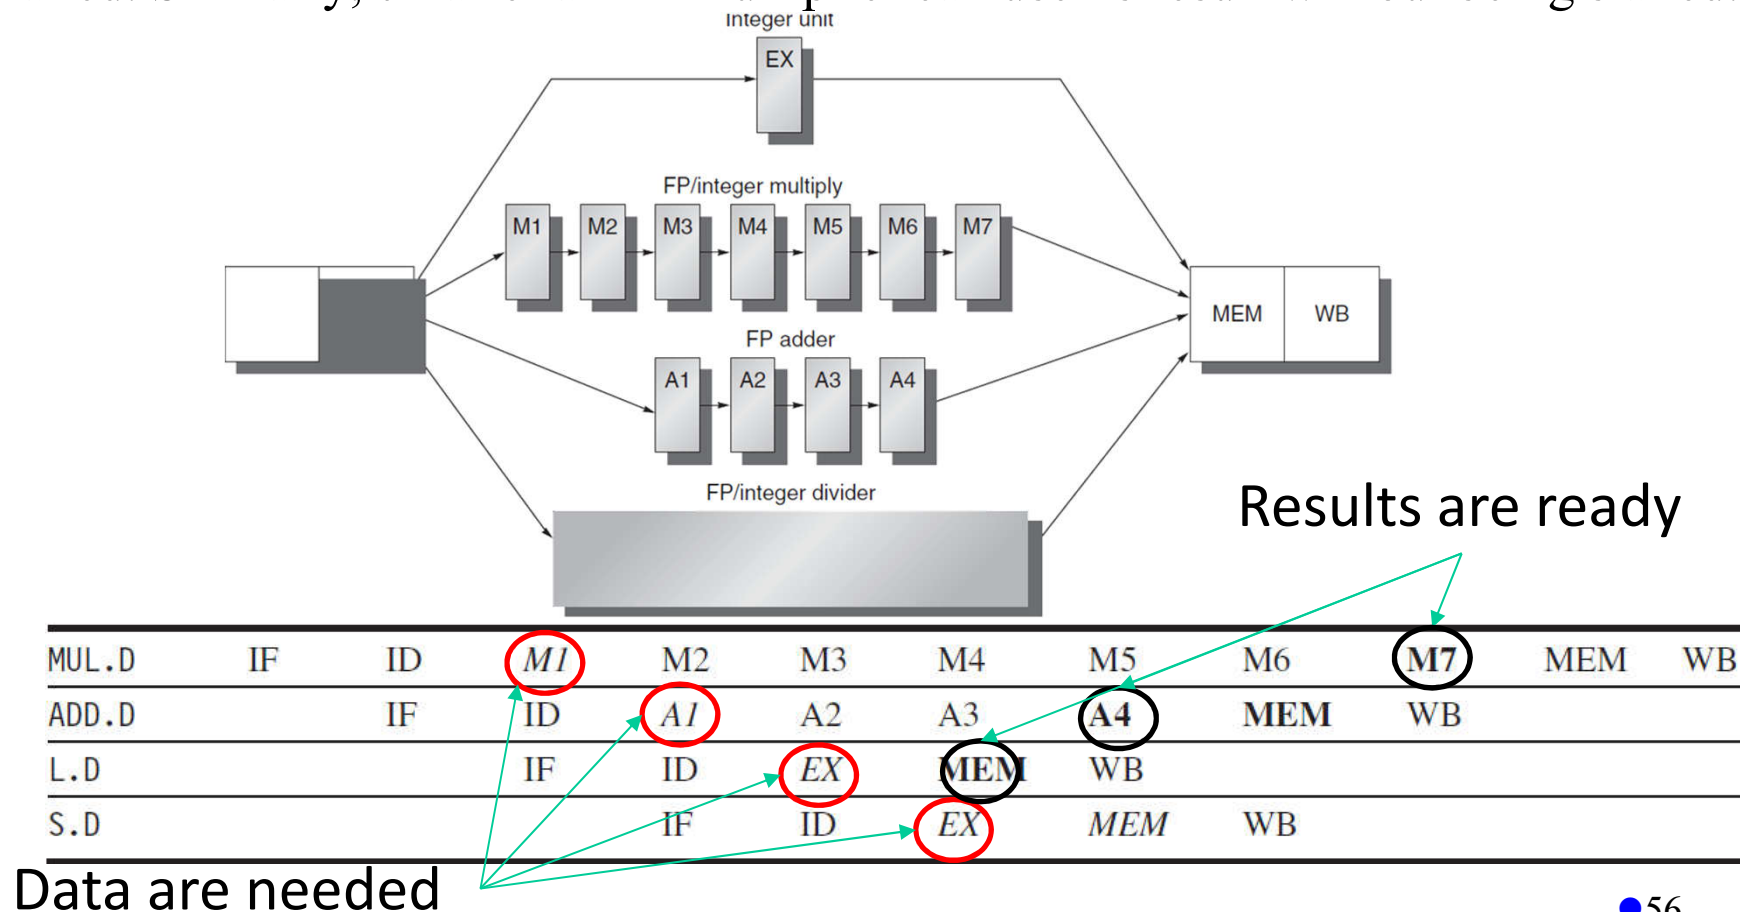 Integer unit
EX
FP/integer multiply
M1 M2 M3 M4 M5 M6 M7
MEM WB
FP adder
A1 A2 A3 A4
FP/integer divider
Results are ready
MUL.D IF ID M1 M2 M3 M4 M5 M6 M7 MEM WB
ADD.D IF ID A1 A2 A3 A4 MEM WB
L.D IF ID EX MEM WB
S.D IF ID EX MEM WB
Data are needed
56